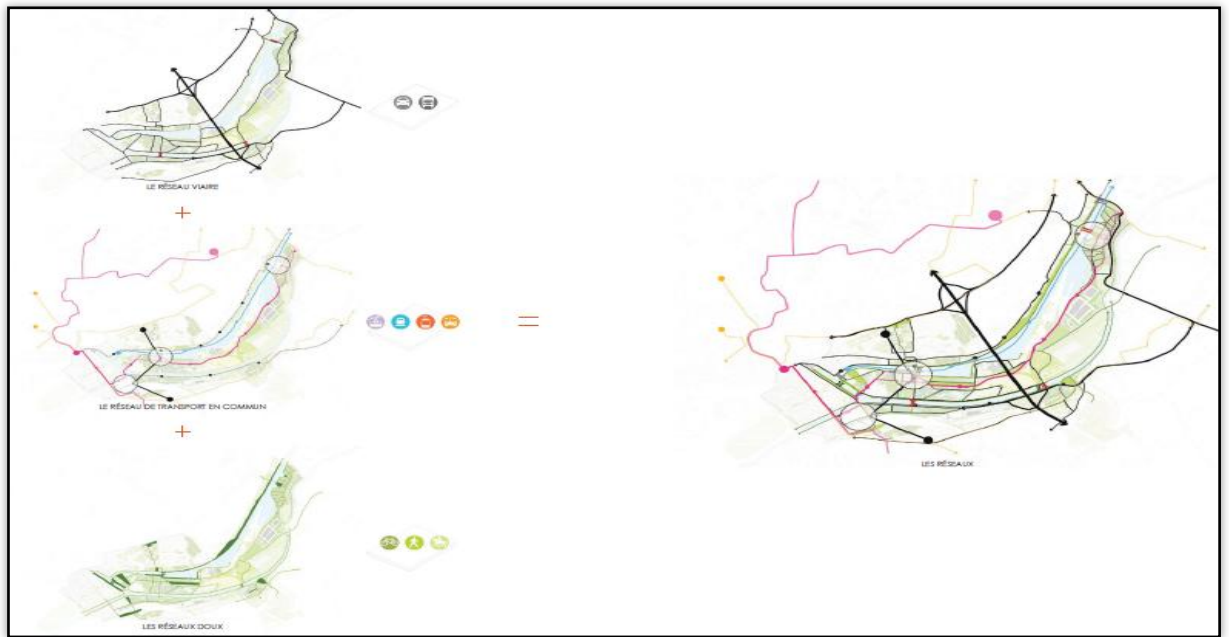 LE RÉSEAU VIAIRE
+
LE RÉSEAU DE TRANSPORT EN COMMUN
+
LES RÉSEAUX DOUX
=
LES RÉSEAUX